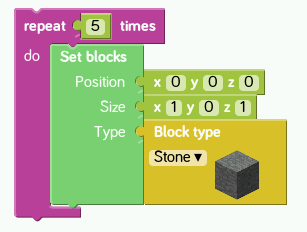 repeat 5 times
do Set blocks
Position x 0 y 0 z 0
Size x 1 y 0 z 1
Type Block type
Stone ▾